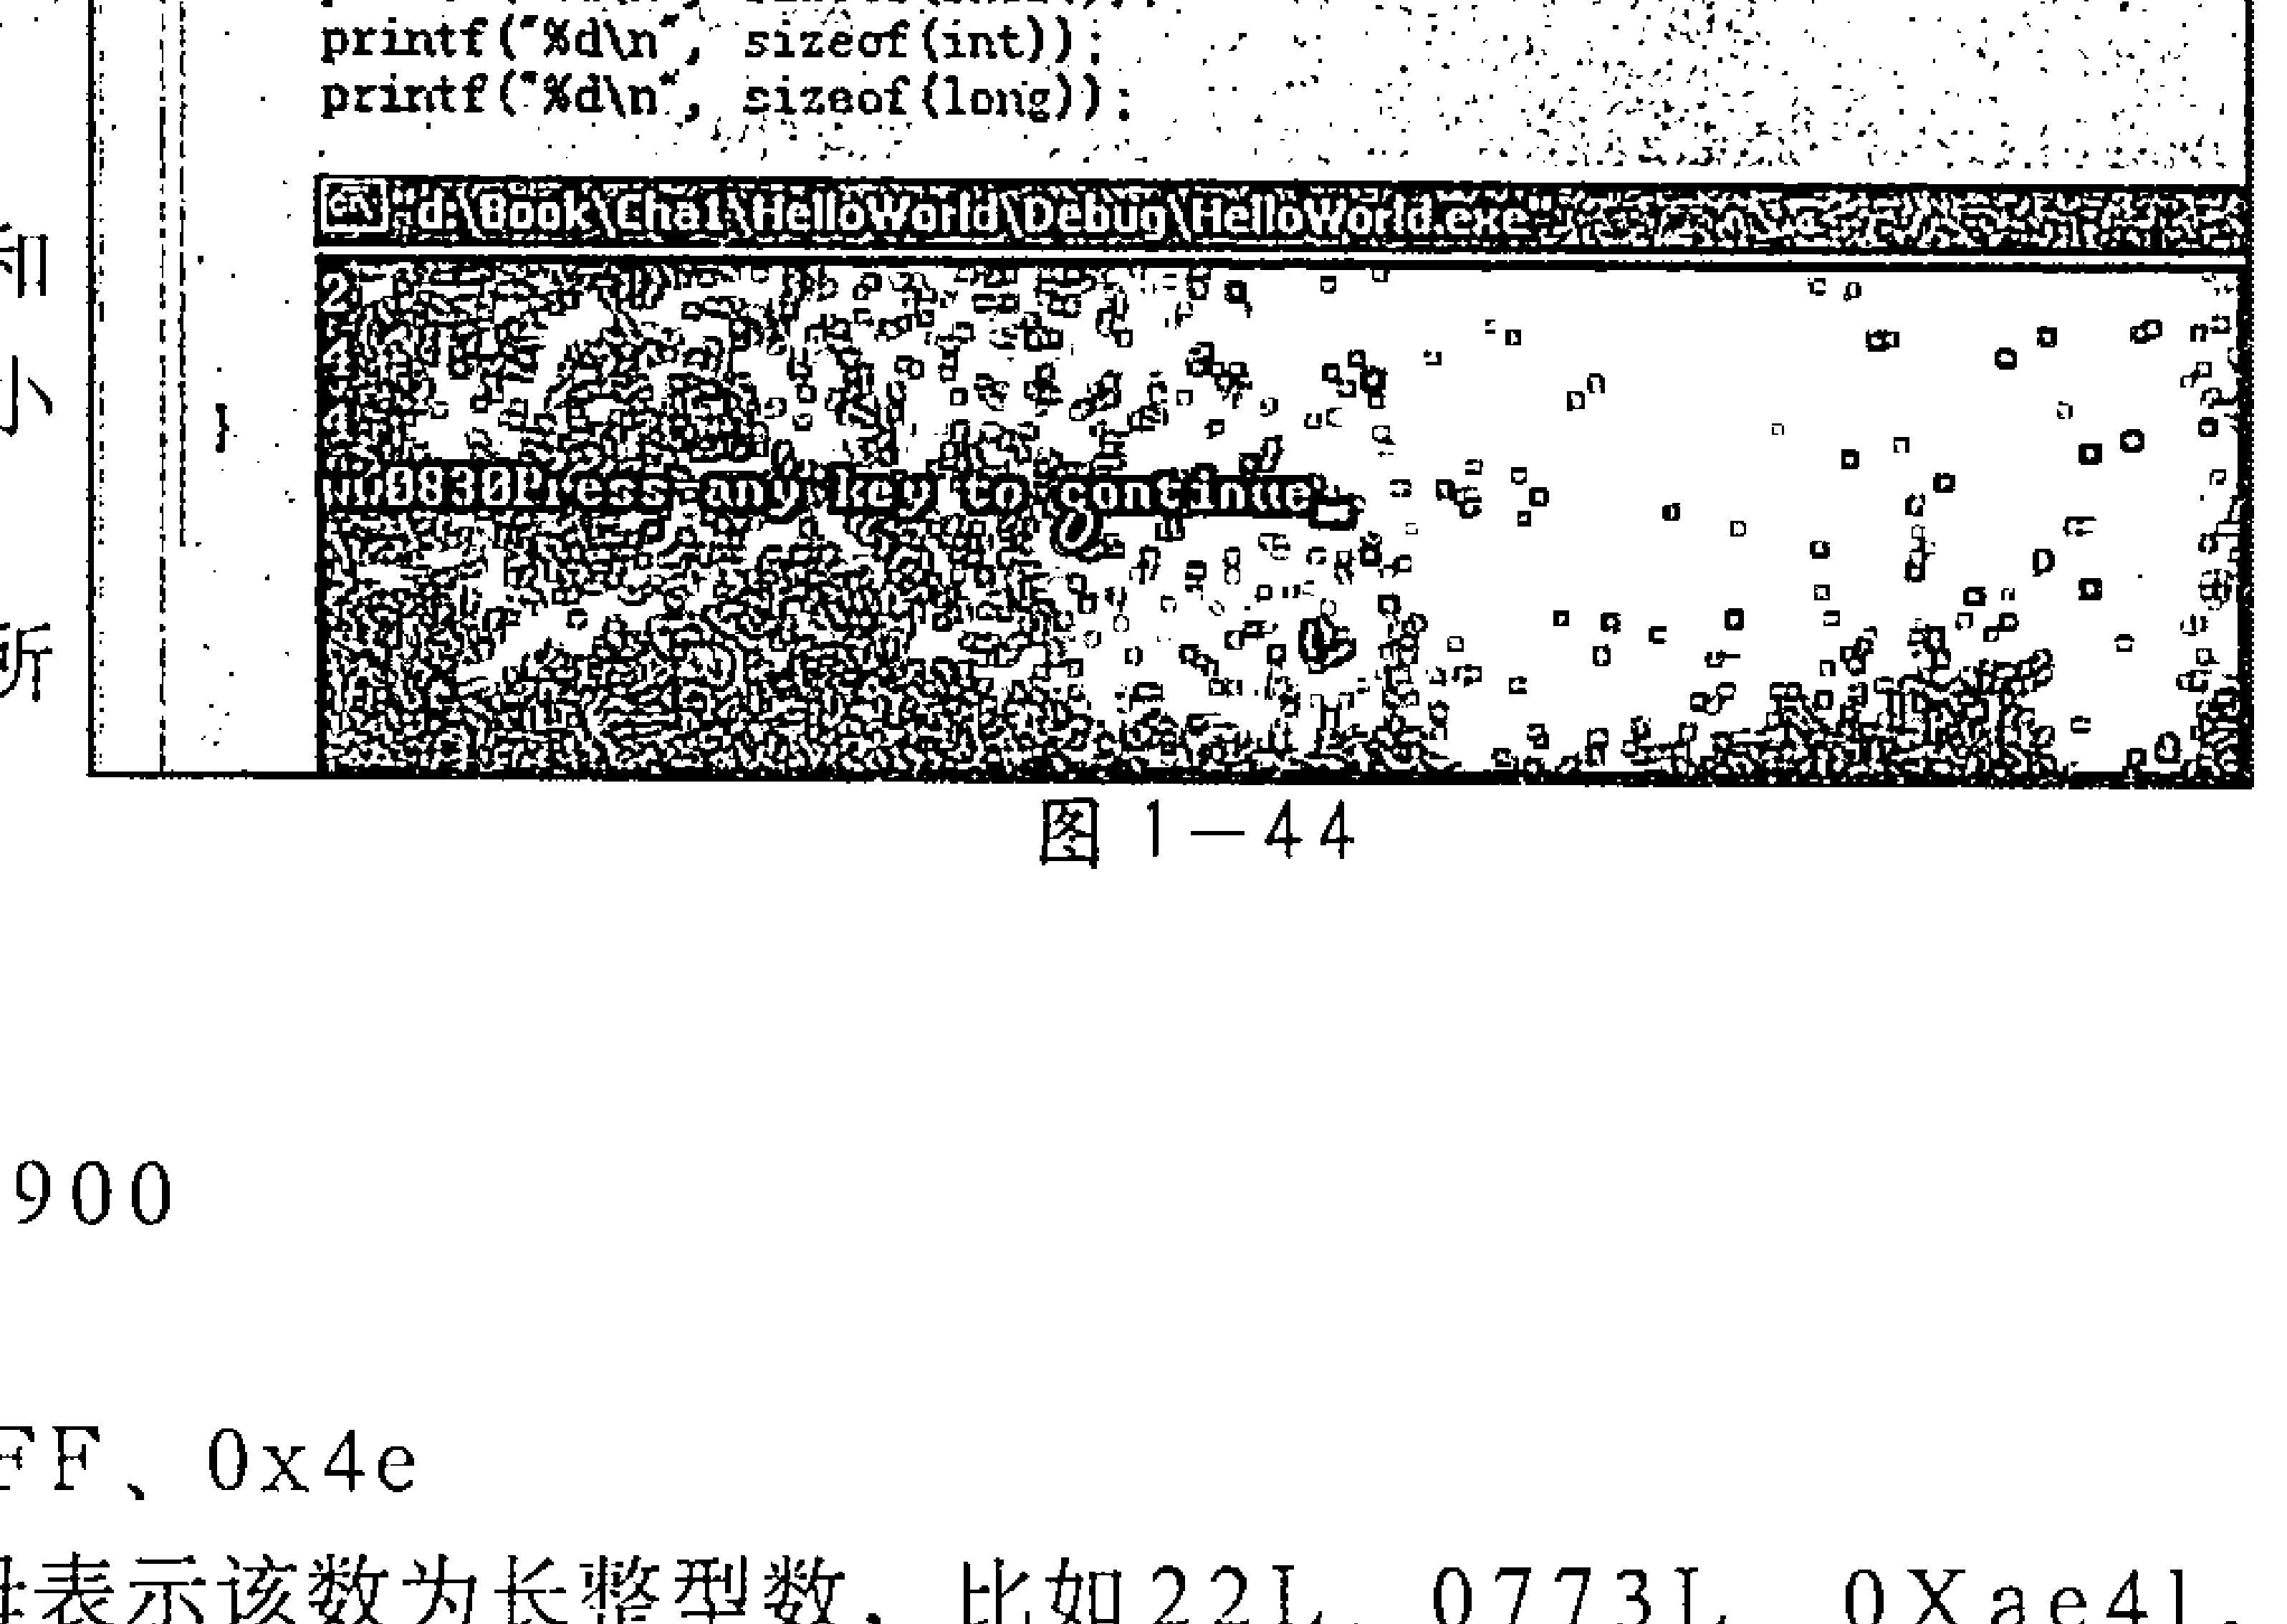 printf("%d\n", sizeof(int));
printf("%d\n", sizeof(long));
d:\Book\Cha1\HelloWorld\Debug\HelloWorld.exe"
2
4
4
和
小
}
NO0830Press any key to continue_
所
图 1-44
900
FF、0x4e
表示该数为长整型数，比如22L、0773L、0Xae4l.